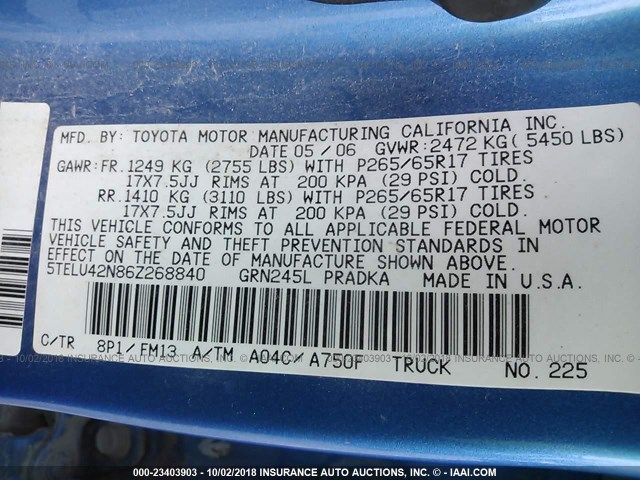 MFD. BY: TOYOTA MOTOR MANUFACTURING CALIFORNIA INC.
DATE 05 / 06 GVWR: 2472 KG( 5450 LBS)
GAWR: FR. 1249 KG (2755 LBS) WITH P265/65R17 TIRES
17X7.5JJ RIMS AT 200 KPA (29 PSI) COLD.
RR. 1410 KG (3110 LBS) WITH P265/65R17 TIRES
17X7.5JJ RIMS AT 200 KPA (29 PSI) COLD.
THIS VEHICLE CONFORMS TO ALL APPLICABLE FEDERAL MOTOR
VEHICLE SAFETY AND THEFT PREVENTION STANDARDS IN
EFFECT ON THE DATE OF MANUFACTURE SHOWN ABOVE.
5TELU42N86Z268840 GRN245L PRADKA MADE IN U.S.A.
C/TR 8P1/FM13 A/TM A04C/A750F TRUCK NO. 225
000-23403903 - 10/02/2018 INSURANCE AUTO AUCTIONS, INC. - © IAAI.COM